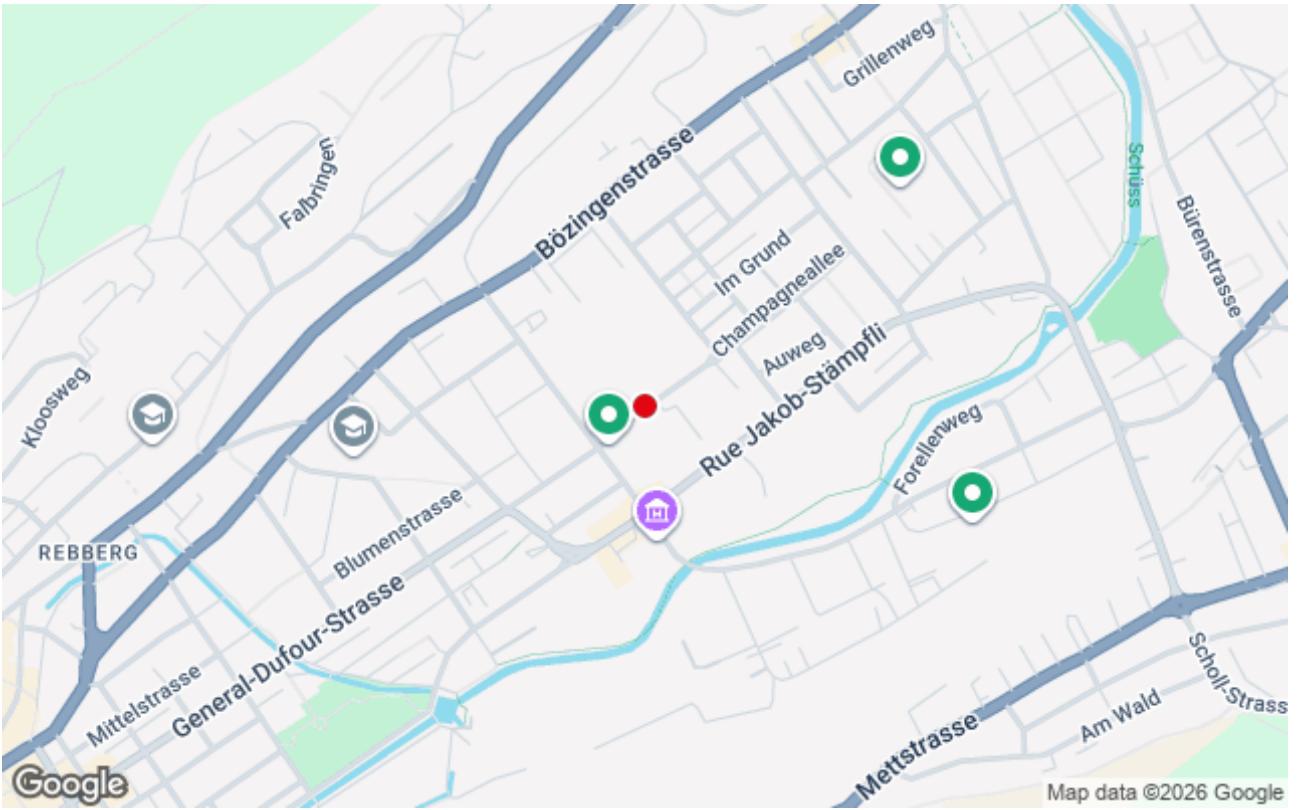 Grillenweg
Schüss
Falbringen
Bözingenstrasse
Bürenstrasse
Im Grund
Champagneallee
Auweg
Rue Jakob-Stämpfli
Kloosweg
Forellenweg
Blumenstrasse
REBBERG
General-Dufour-Strasse
Mittelstrasse
Scholl-Strass
Am Wald
Mettstrasse
Google
Map data ©2026 Google